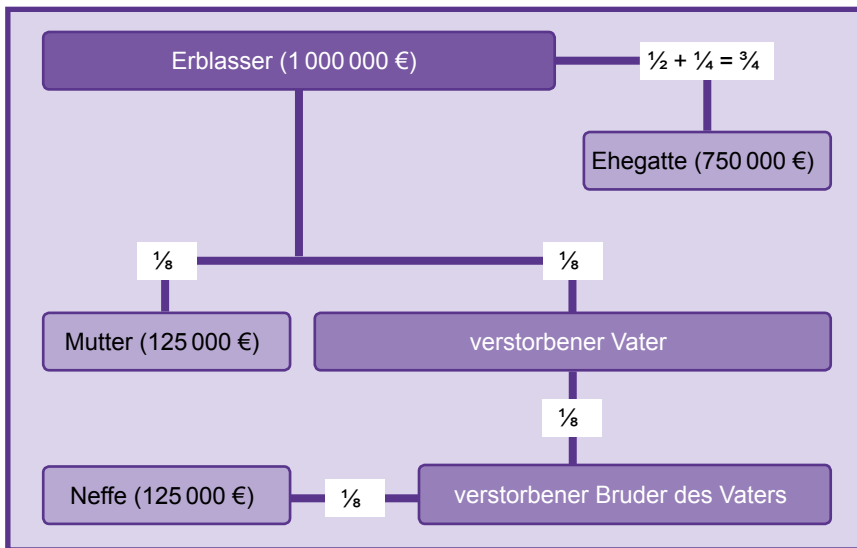 Erblasser (1 000 000 €)
½ + ¼ = ¾
Ehegatte (750 000 €)
⅛
⅛
Mutter (125 000 €)
verstorbener Vater
⅛
Neffe (125 000 €)
⅛
verstorbener Bruder des Vaters